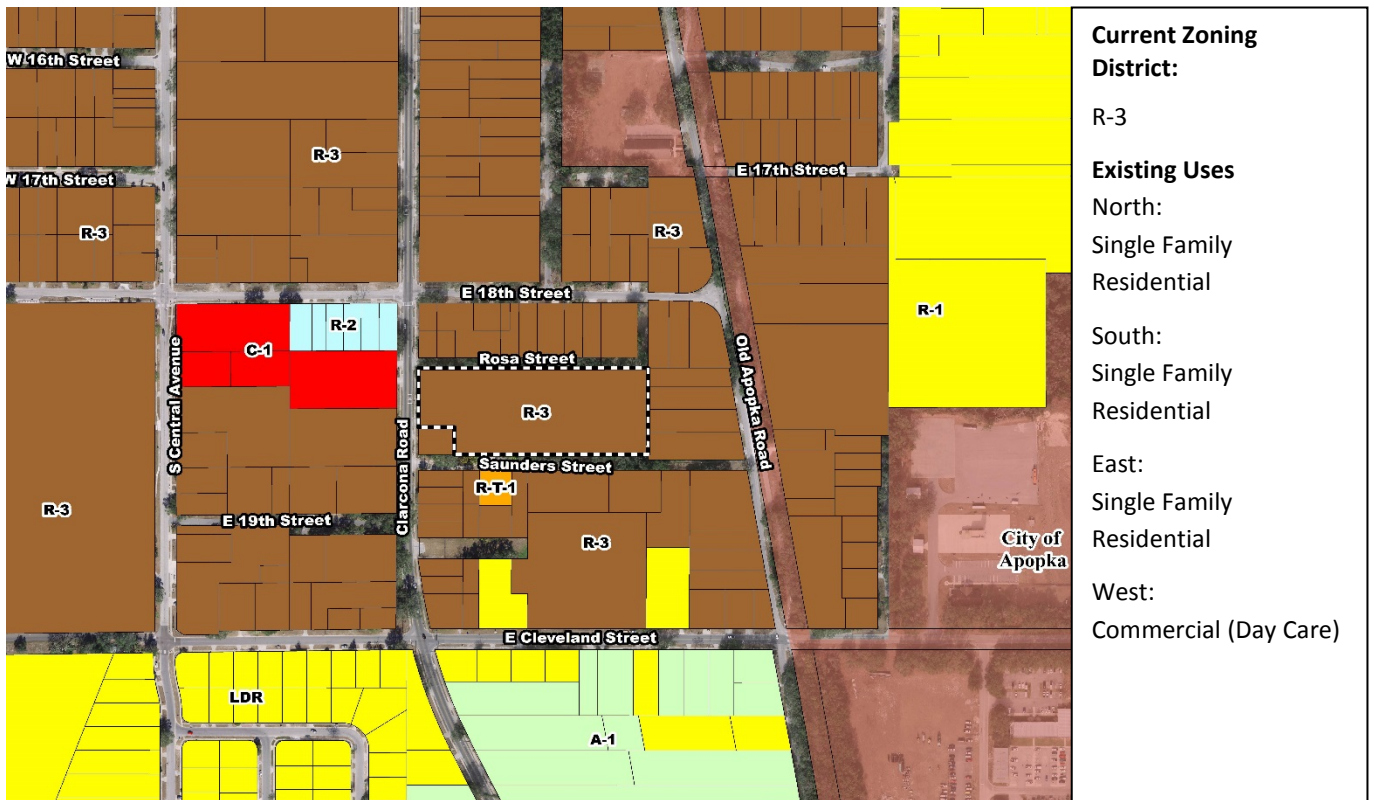 W 16th Street
R-3
W 17th Street
E 17th Street
R-3
R-3
E 18th Street
R-2
R-1
C-1
Rosa Street
S Central Avenue
Old Apopka Road
R-3
Clarcona Road
Saunders Street
R-T-1
R-3
E 19th Street
R-3
City of
Apopka
E Cleveland Street
LDR
A-1
Current Zoning
District:
R-3
Existing Uses
North:
Single Family
Residential
South:
Single Family
Residential
East:
Single Family
Residential
West:
Commercial (Day Care)